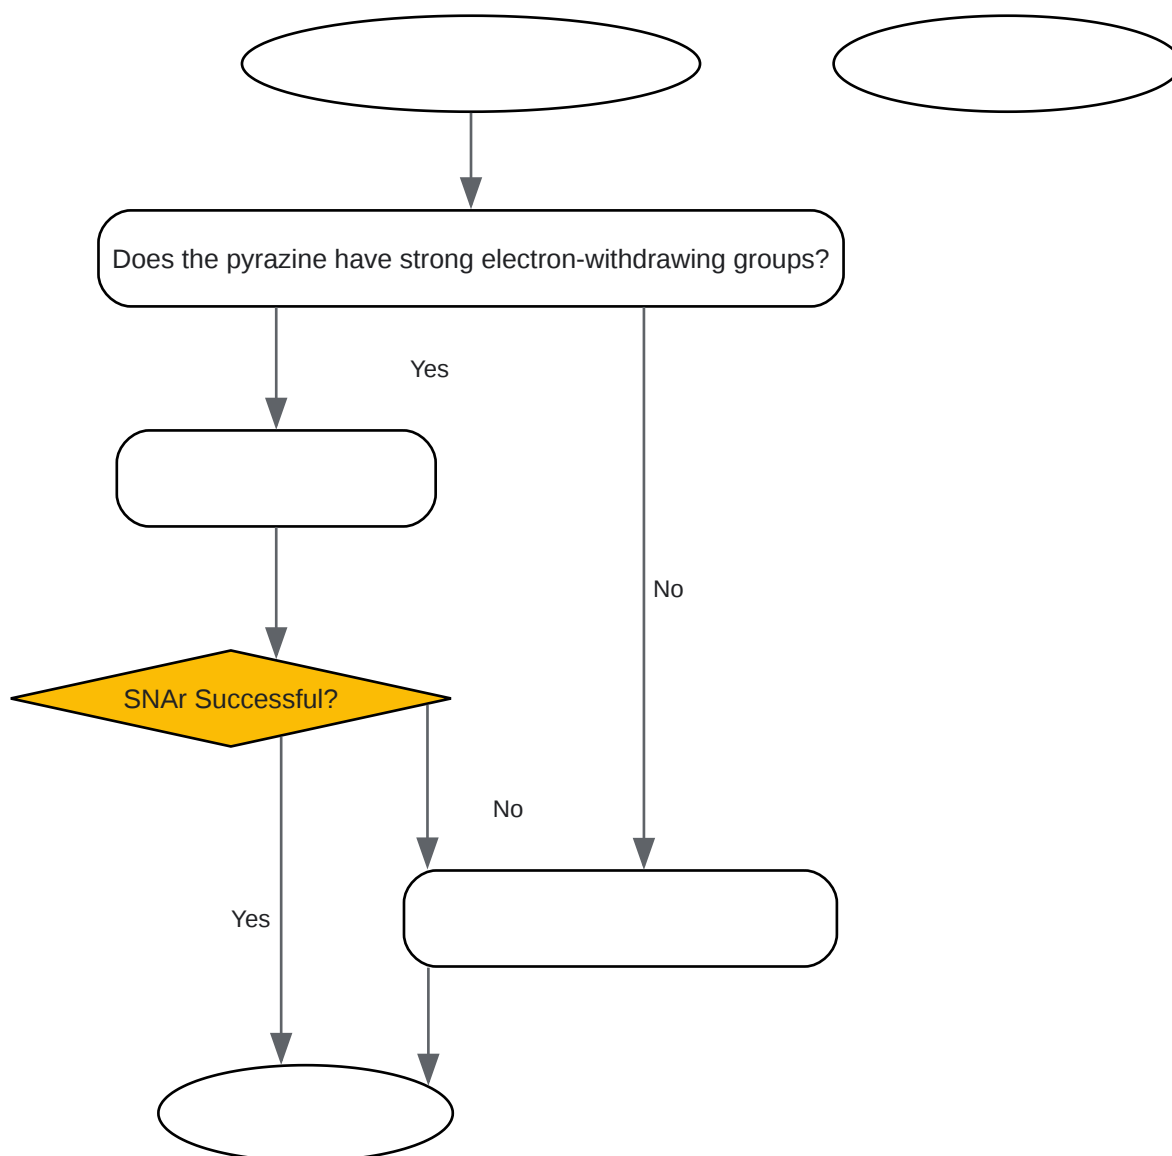 Does the pyrazine have strong electron-withdrawing groups?
Yes
No
SNAr Successful?
No
Yes